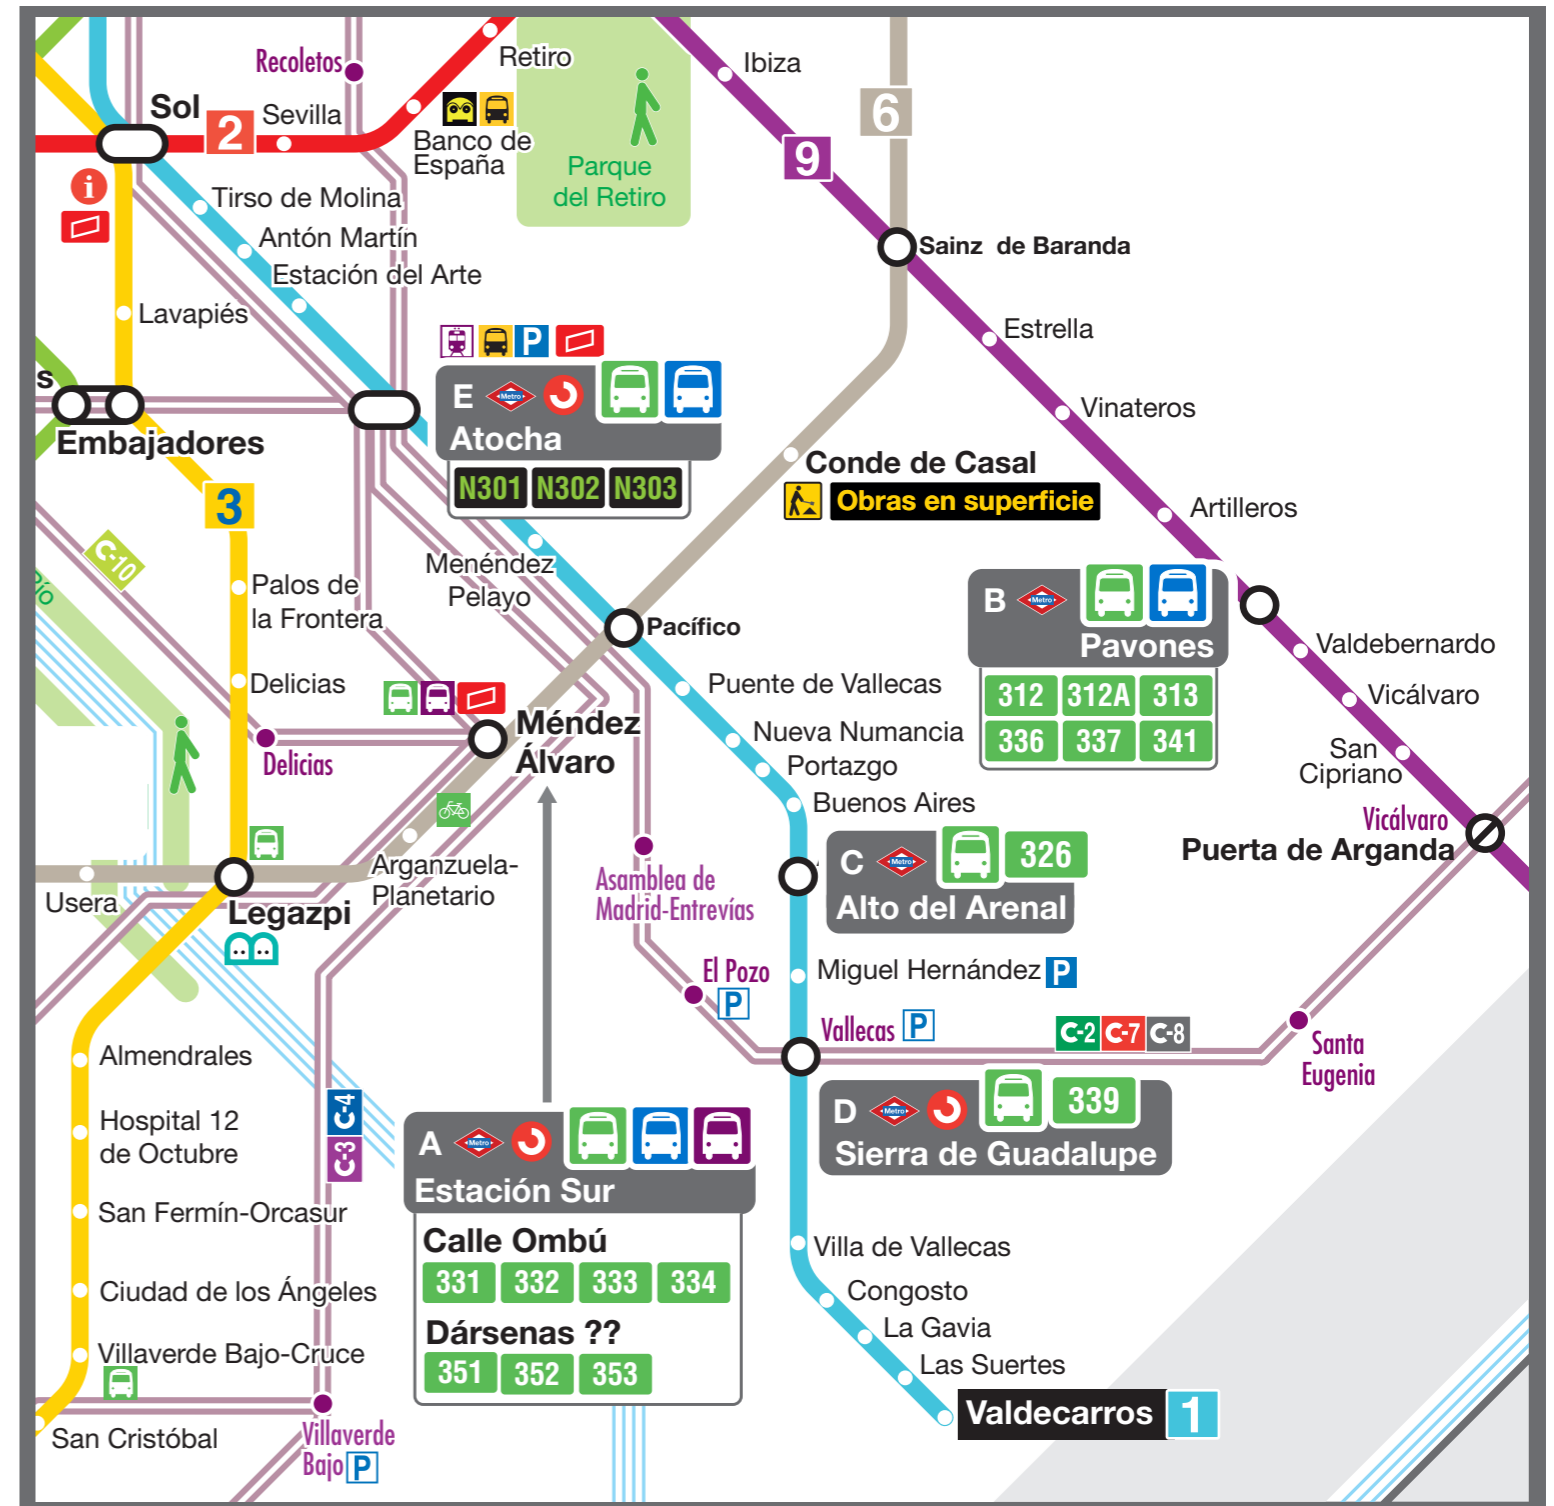 Recoletos
Retiro
Ibiza
Sol
2
Sevilla
Banco de
España
Parque
del Retiro
6
9
i
Tirso de Molina
Antón Martín
Estación del Arte
Sainz de Baranda
Lavapiés
Estrella
P
s
Embajadores
E
Metro
Atocha
N301 N302 N303
Vinateros
Conde de Casal
Obras en superficie
3
Artilleros
C-10
Río
Palos de
la Frontera
Menéndez
Pelayo
Pacífico
B
Metro
Pavones
312 312A 313
336 337 341
Valdebernardo
Vicálvaro
San
Cipriano
Delicias
Delicias
Méndez
Álvaro
Puente de Vallecas
Nueva Numancia
Portazgo
Buenos Aires
Vicálvaro
Puerta de Arganda
C
Metro
326
Alto del Arenal
Usera
Legazpi
Arganzuela-
Planetario
Asamblea de
Madrid-Entrevías
El Pozo
P
Miguel Hernández P
Vallecas P
C-2 C-7 C-8
Santa
Eugenia
Almendrales
Hospital 12
de Octubre
C-4
C-3
San Fermín-Orcasur
Ciudad de los Ángeles
Villaverde Bajo-Cruce
San Cristóbal
Villaverde
Bajo P
A
Metro
Estación Sur
Calle Ombú
331 332 333 334
Dársenas ??
351 352 353
D
Metro
339
Sierra de Guadalupe
Villa de Vallecas
Congosto
La Gavia
Las Suertes
Valdecarros 1